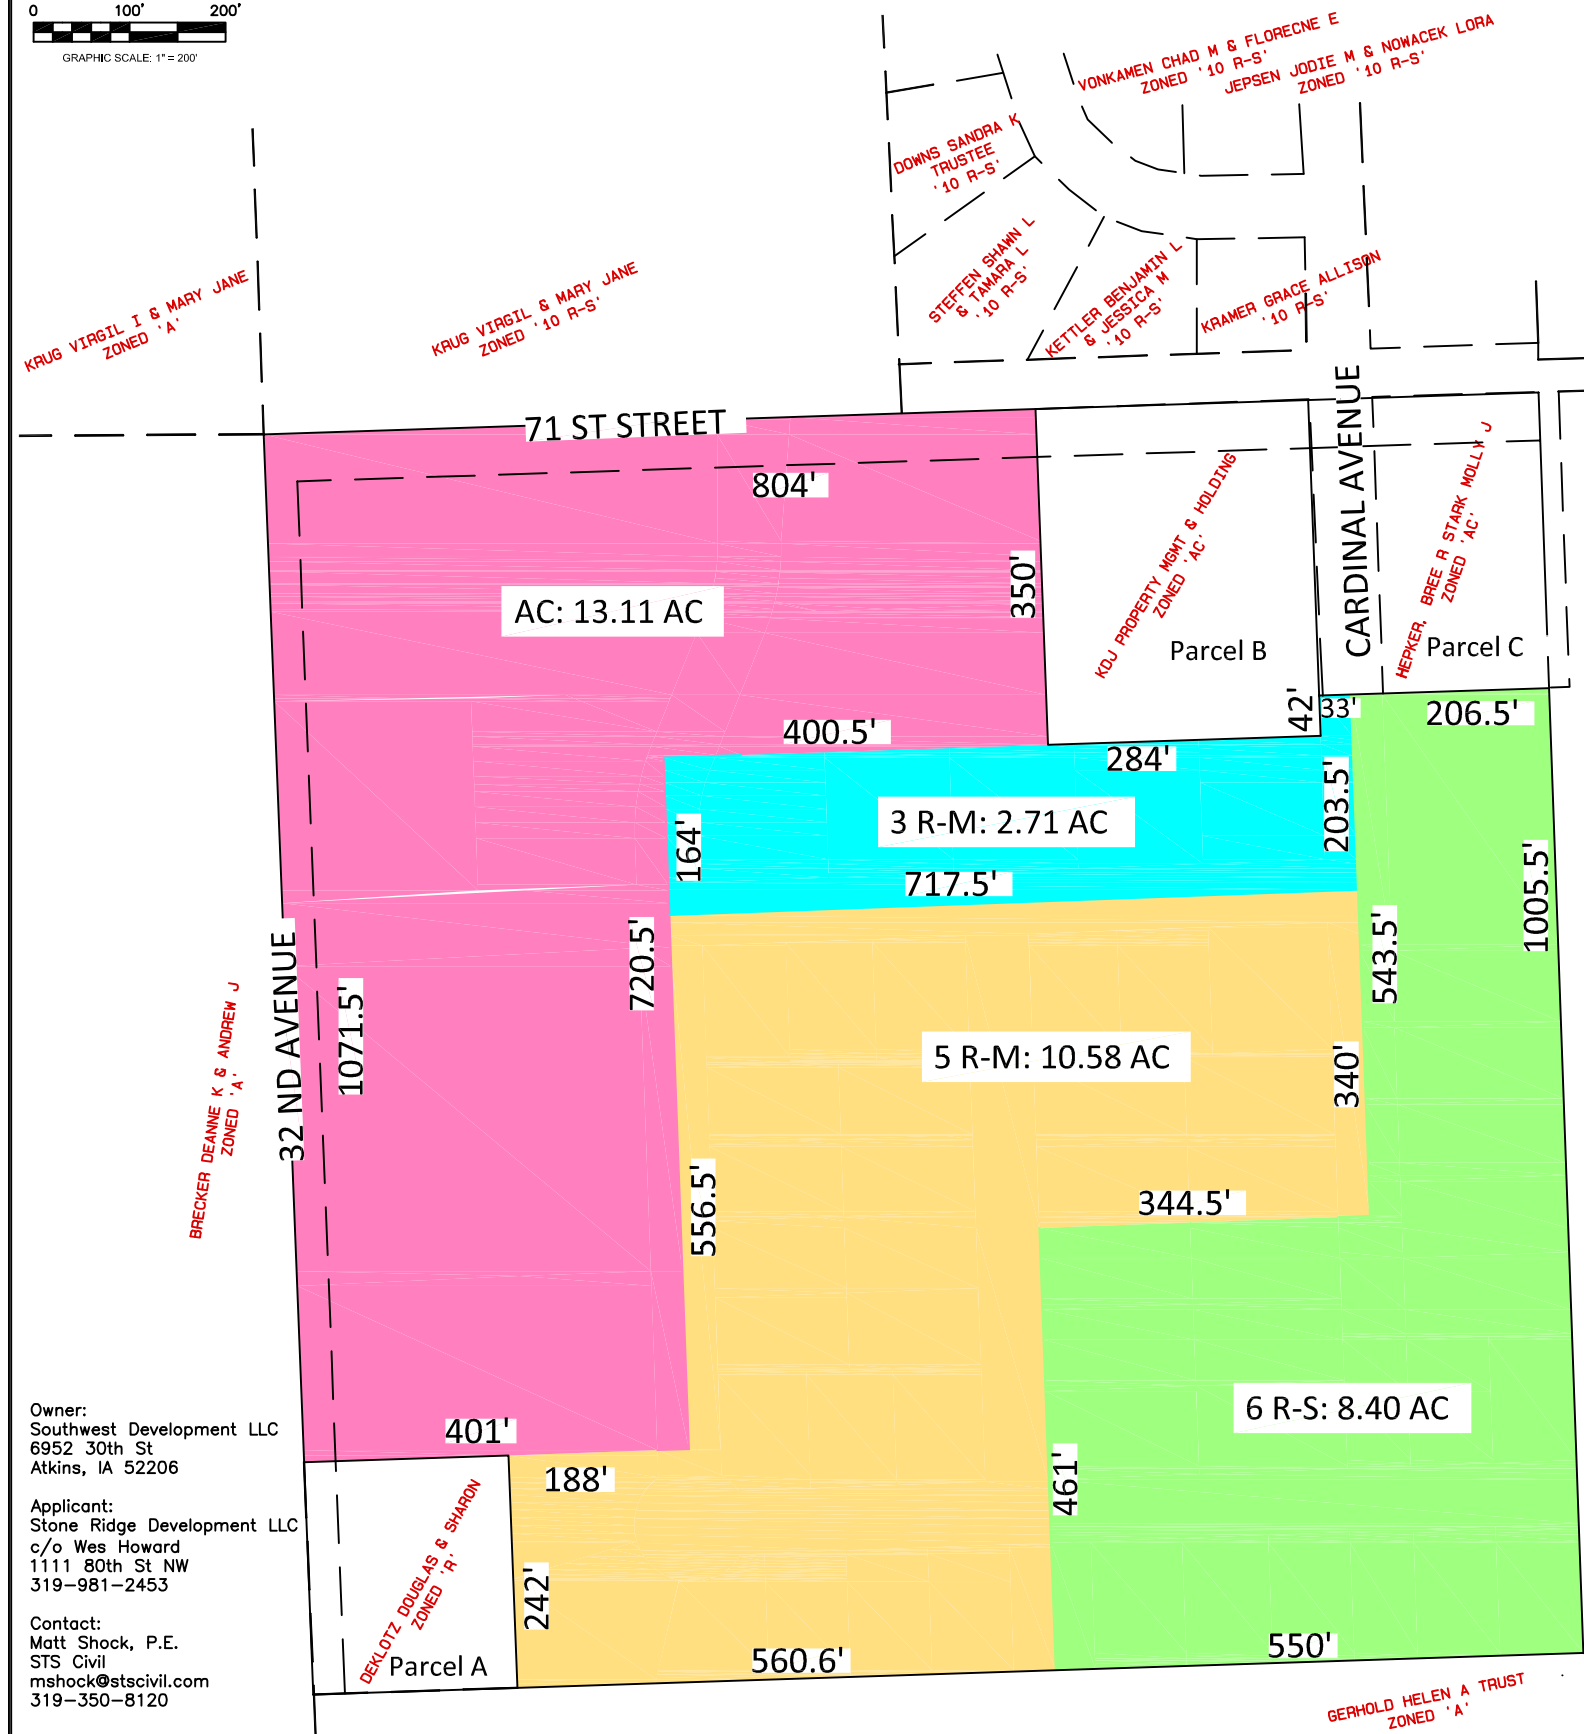 0 100' 200'
GRAPHIC SCALE: 1" = 200'
VONKAMEN CHAD M & FLORECNE E
ZONED '10 R-S'
JEPSEN JODIE M & NOWACEK LORA
ZONED '10 R-S'
DOWNS SANDRA K
TRUSTEE
'10 R-S'
STEFFEN SHAWN L
& TAMARA L
'10 R-S'
KETTLER BENJAMIN L
& JESSICA M
'10 R-S'
KRAMER GRACE ALLISON
'10 R-S'
KRUG VIRGIL I & MARY JANE
ZONED 'A'
KRUG VIRGIL & MARY JANE
ZONED '10 R-S'
71 ST STREET
804'
CARDINAL AVENUE
KDJ PROPERTY MGMT & HOLDING
ZONED 'AC'
HEPKER, BREE R STARK MOLLY J
ZONED 'AC'
350'
AC: 13.11 AC
Parcel B
Parcel C
42'
33'
206.5'
400.5'
284'
203.5'
3 R-M: 2.71 AC
164'
717.5'
1005.5'
720.5'
543.5'
32 ND AVENUE
1071.5'
BRECKER DEANNE K & ANDREW J
ZONED 'A'
5 R-M: 10.58 AC
340'
556.5'
344.5'
6 R-S: 8.40 AC
401'
188'
461'
242'
DEKLOTZ DOUGLAS & SHARON
ZONED 'R'
Parcel A
560.6'
550'
GERHOLD HELEN A TRUST
ZONED 'A'
Owner:
Southwest Development LLC
6952 30th St
Atkins, IA 52206
Applicant:
Stone Ridge Development LLC
c/o Wes Howard
1111 80th St NW
319-981-2453
Contact:
Matt Shock, P.E.
STS Civil
mshock@stscivil.com
319-350-8120